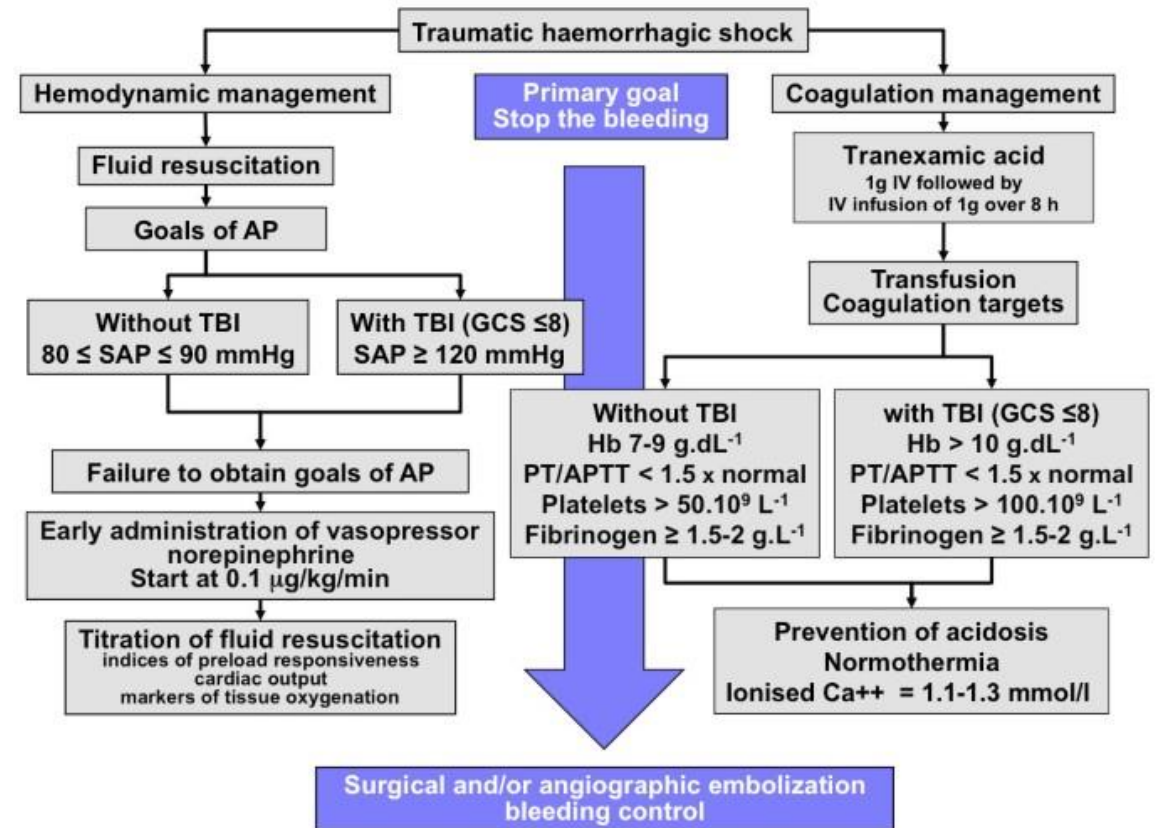 Traumatic haemorrhagic shock
Hemodynamic management
Fluid resuscitation
Goals of AP
Without TBI
80 ≤ SAP ≤ 90 mmHg
With TBI (GCS ≤8)
SAP ≥ 120 mmHg
Failure to obtain goals of AP
Early administration of vasopressor
norepinephrine
Start at 0.1 µg/kg/min
Titration of fluid resuscitation
indices of preload responsiveness
cardiac output
markers of tissue oxygenation
Primary goal
Stop the bleeding
Coagulation management
Tranexamic acid
1g IV followed by
IV infusion of 1g over 8 h
Transfusion
Coagulation targets
Without TBI
Hb 7-9 g.dL⁻¹
PT/APTT < 1.5 x normal
Platelets > 50.10⁹ L⁻¹
Fibrinogen ≥ 1.5-2 g.L⁻¹
with TBI (GCS ≤8)
Hb > 10 g.dL⁻¹
PT/APTT < 1.5 x normal
Platelets > 100.10⁹ L⁻¹
Fibrinogen ≥ 1.5-2 g.L⁻¹
Prevention of acidosis
Normothermia
Ionised Ca++ = 1.1-1.3 mmol/l
Surgical and/or angiographic embolization
bleeding control